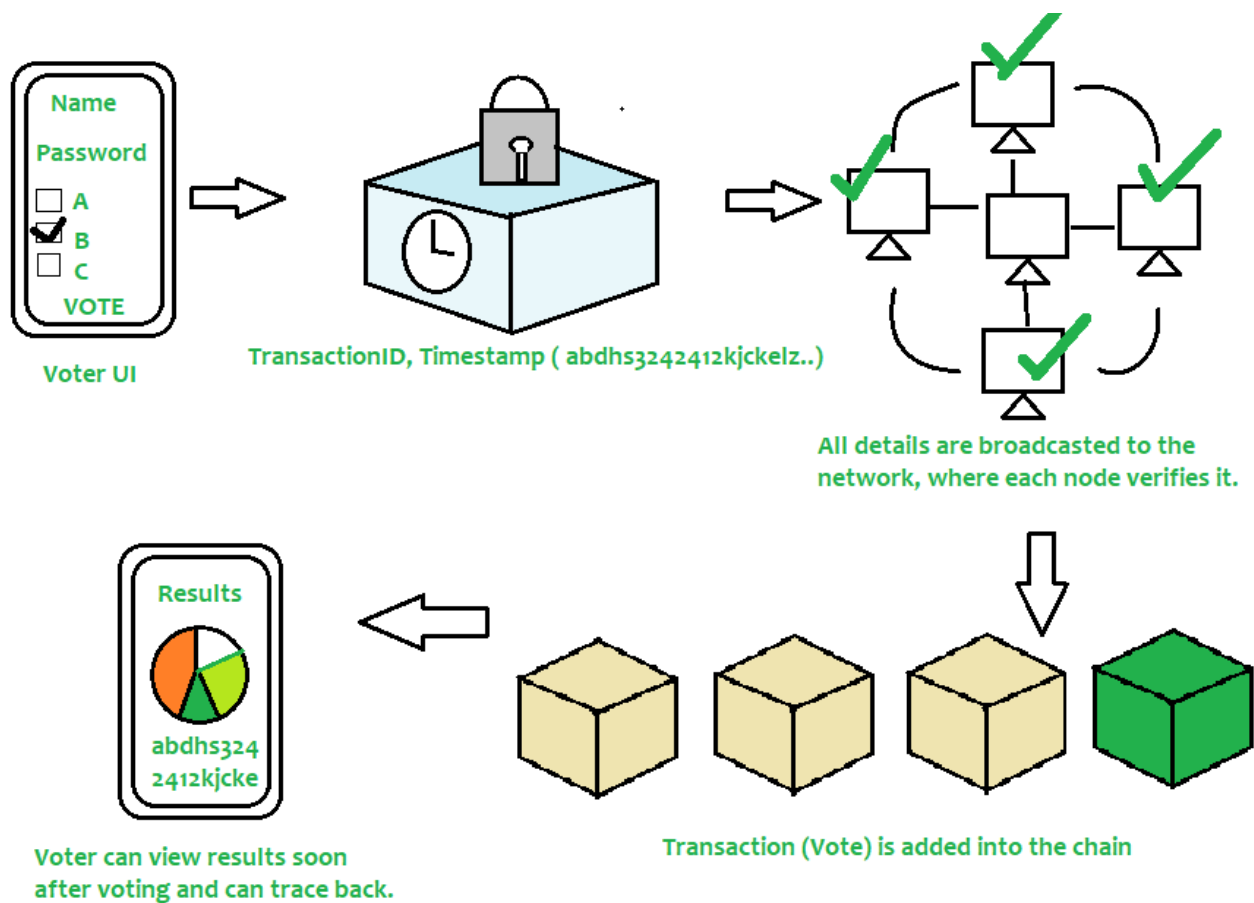 Name
Password
A
B
C
VOTE
Voter UI
TransactionID, Timestamp ( abdhs3242412kjckelz..)
All details are broadcasted to the
network, where each node verifies it.
Results
abdhs324
2412kjcke
Voter can view results soon
after voting and can trace back.
Transaction (Vote) is added into the chain